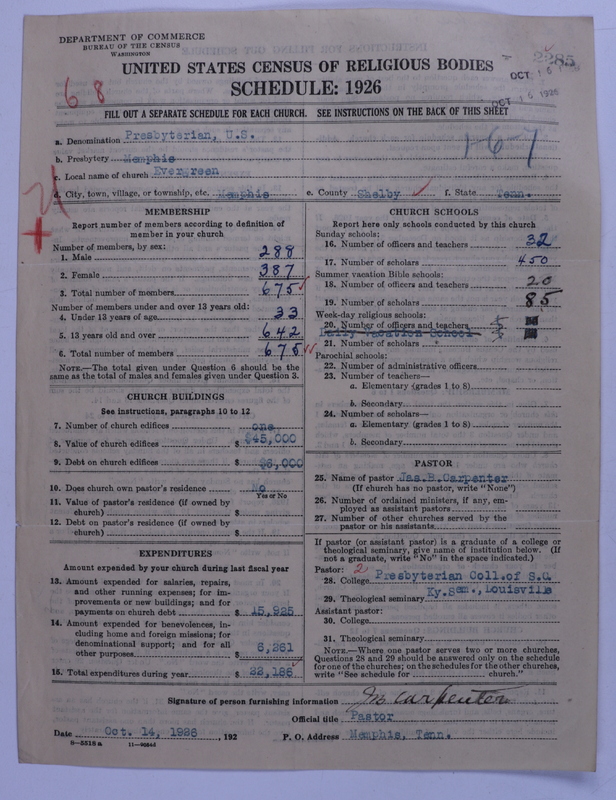 DEPARTMENT OF COMMERCE
BUREAU OF THE CENSUS
WASHINGTON
2285
OCT 16 1926
UNITED STATES CENSUS OF RELIGIOUS BODIES
SCHEDULE: 1926
68
FILL OUT A SEPARATE SCHEDULE FOR EACH CHURCH. SEE INSTRUCTIONS ON THE BACK OF THIS SHEET
1-6-7
a. Denomination Presbyterian, U.S.
b. Presbytery Memphis
c. Local name of church Evergreen
d. City, town, village, or township, etc. Memphis e. County Shelby f. State Tenn.
MEMBERSHIP
Report number of members according to definition of member in your church
Number of members, by sex:
1. Male 288
2. Female 387
3. Total number of members 675
Number of members under and over 13 years old:
4. Under 13 years of age 33
5. 13 years old and over 642
6. Total number of members 675
NOTE.—The total given under Question 6 should be the same as the total of males and females given under Question 3.
CHURCH BUILDINGS
See instructions, paragraphs 10 to 12
7. Number of church edifices one
8. Value of church edifices $ $45,000
9. Debt on church edifices $ $6,000
10. Does church own pastor's residence? No
Yes or No
11. Value of pastor's residence (if owned by church) $
12. Debt on pastor's residence (if owned by church) $
EXPENDITURES
Amount expended by your church during last fiscal year
13. Amount expended for salaries, repairs, and other running expenses; for improvements or new buildings; and for payments on church debt $ 15,925
14. Amount expended for benevolences, including home and foreign missions; for denominational support; and for all other purposes $ 6,261
15. Total expenditures during year $ 22,186
CHURCH SCHOOLS
Report here only schools conducted by this church
Sunday schools:
16. Number of officers and teachers 32
17. Number of scholars 450
Summer vacation Bible schools:
18. Number of officers and teachers 20
19. Number of scholars 85
Week-day religious schools:
20. Number of officers and teachers
Daily Vacation School
21. Number of scholars
Parochial schools:
22. Number of administrative officers
23. Number of teachers—
a. Elementary (grades 1 to 8)
b. Secondary
24. Number of scholars—
a. Elementary (grades 1 to 8)
b. Secondary
PASTOR
25. Name of pastor Jas.B.Carpenter
(If church has no pastor, write "None")
26. Number of ordained ministers, if any, employed as assistant pastors
27. Number of other churches served by the pastor or his assistants
If pastor (or assistant pastor) is a graduate of a college or theological seminary, give name of institution below. (If not a graduate, write "No" in the space indicated.)
Pastor: 2
28. College Presbyterian Coll.of S.C.
29. Theological seminary Ky.Sem., Louisville
Assistant pastor:
30. College
31. Theological seminary
NOTE.—Where one pastor serves two or more churches, Questions 28 and 29 should be answered only on the schedule for one of the churches; on the schedules for the other churches, write "See schedule for church."
Signature of person furnishing information Carpenter
Official title Pastor
Date Oct. 14, 1926 , 192 P. O. Address Memphis, Tenn.
8—5518a 11—9034d